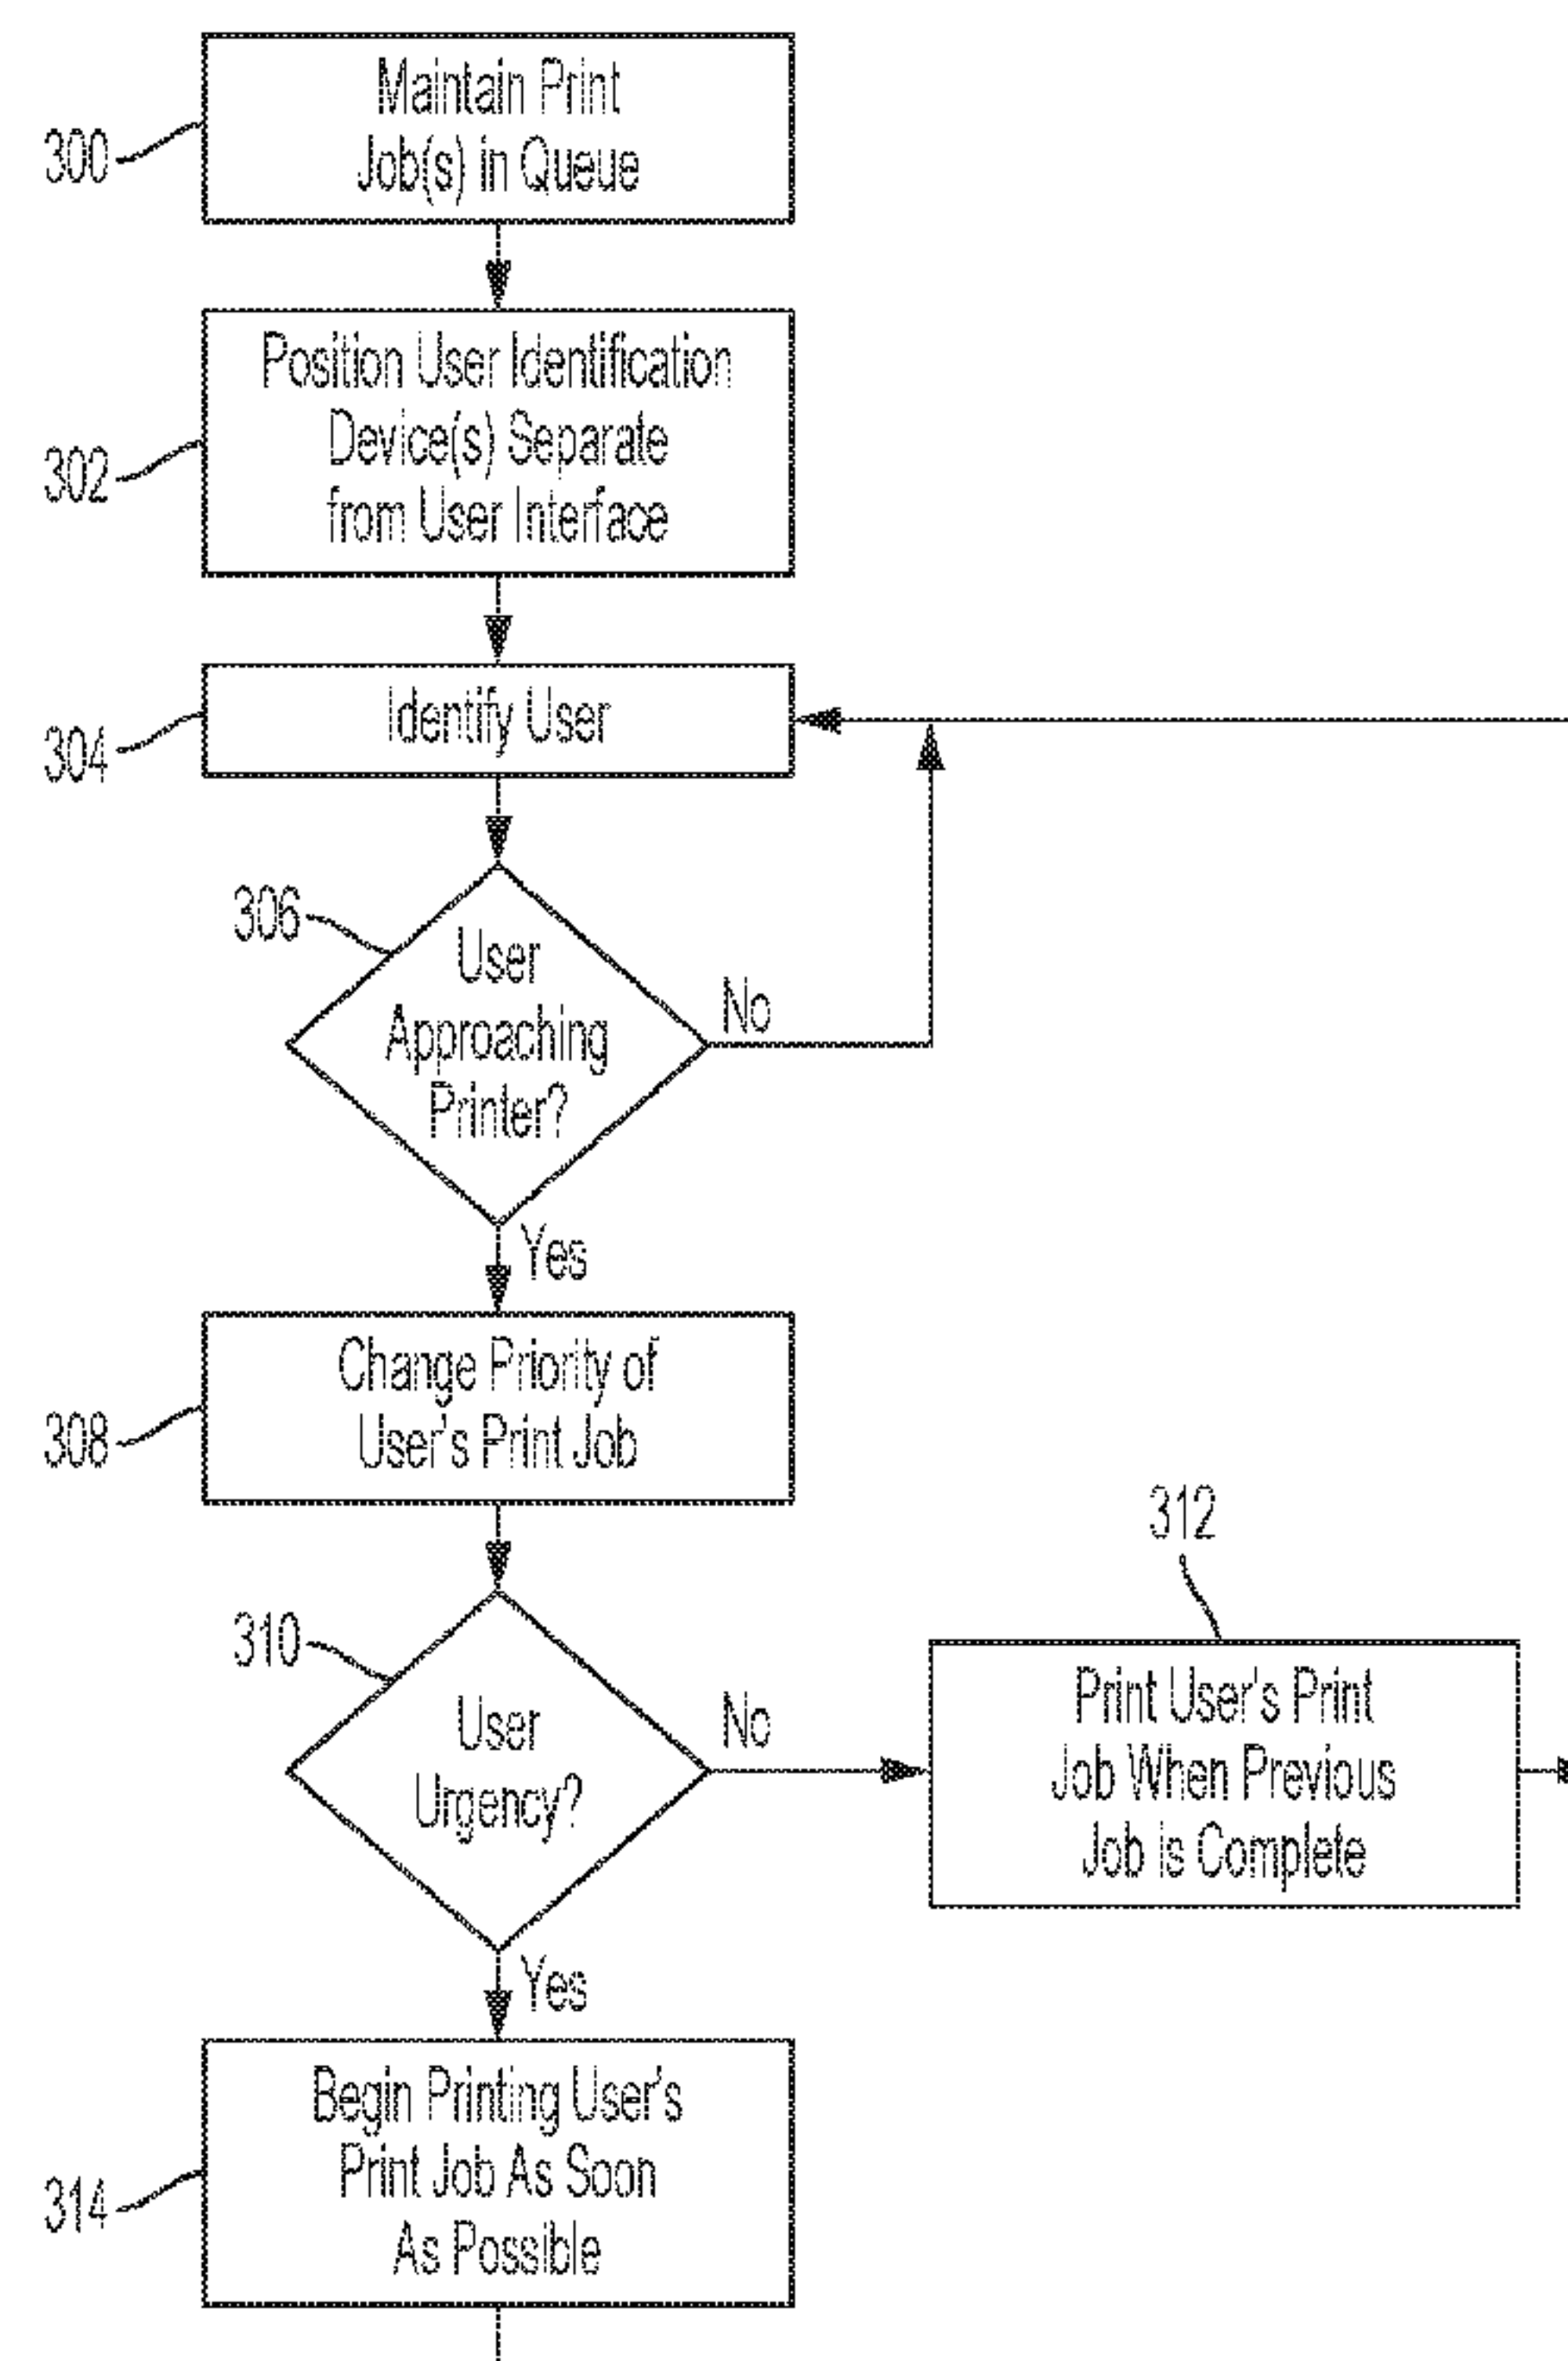 300
Maintain Print
Job(s) in Queue
302
Position User Identification
Device(s) Separate
from User Interface
304
Identify User
306
User
Approaching
Printer?
No
Yes
308
Change Priority of
User's Print Job
310
User
Urgency?
No
312
Print User's Print
Job When Previous
Job is Complete
Yes
314
Begin Printing User's
Print Job As Soon
As Possible